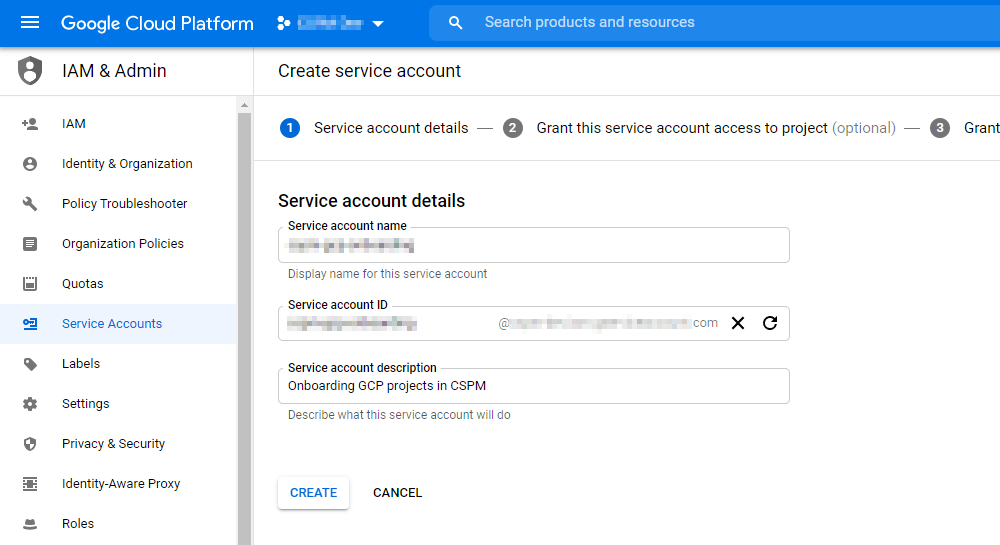 Google Cloud Platform
Search products and resources
IAM & Admin
IAM
Identity & Organization
Policy Troubleshooter
Organization Policies
Quotas
Service Accounts
Labels
Settings
Privacy & Security
Identity-Aware Proxy
Roles
Create service account
1 Service account details — 2 Grant this service account access to project (optional) — 3 Grant
Service account details
Service account name
Display name for this service account
Service account ID
@ com
Service account description
Onboarding GCP projects in CSPM
Describe what this service account will do
CREATE CANCEL